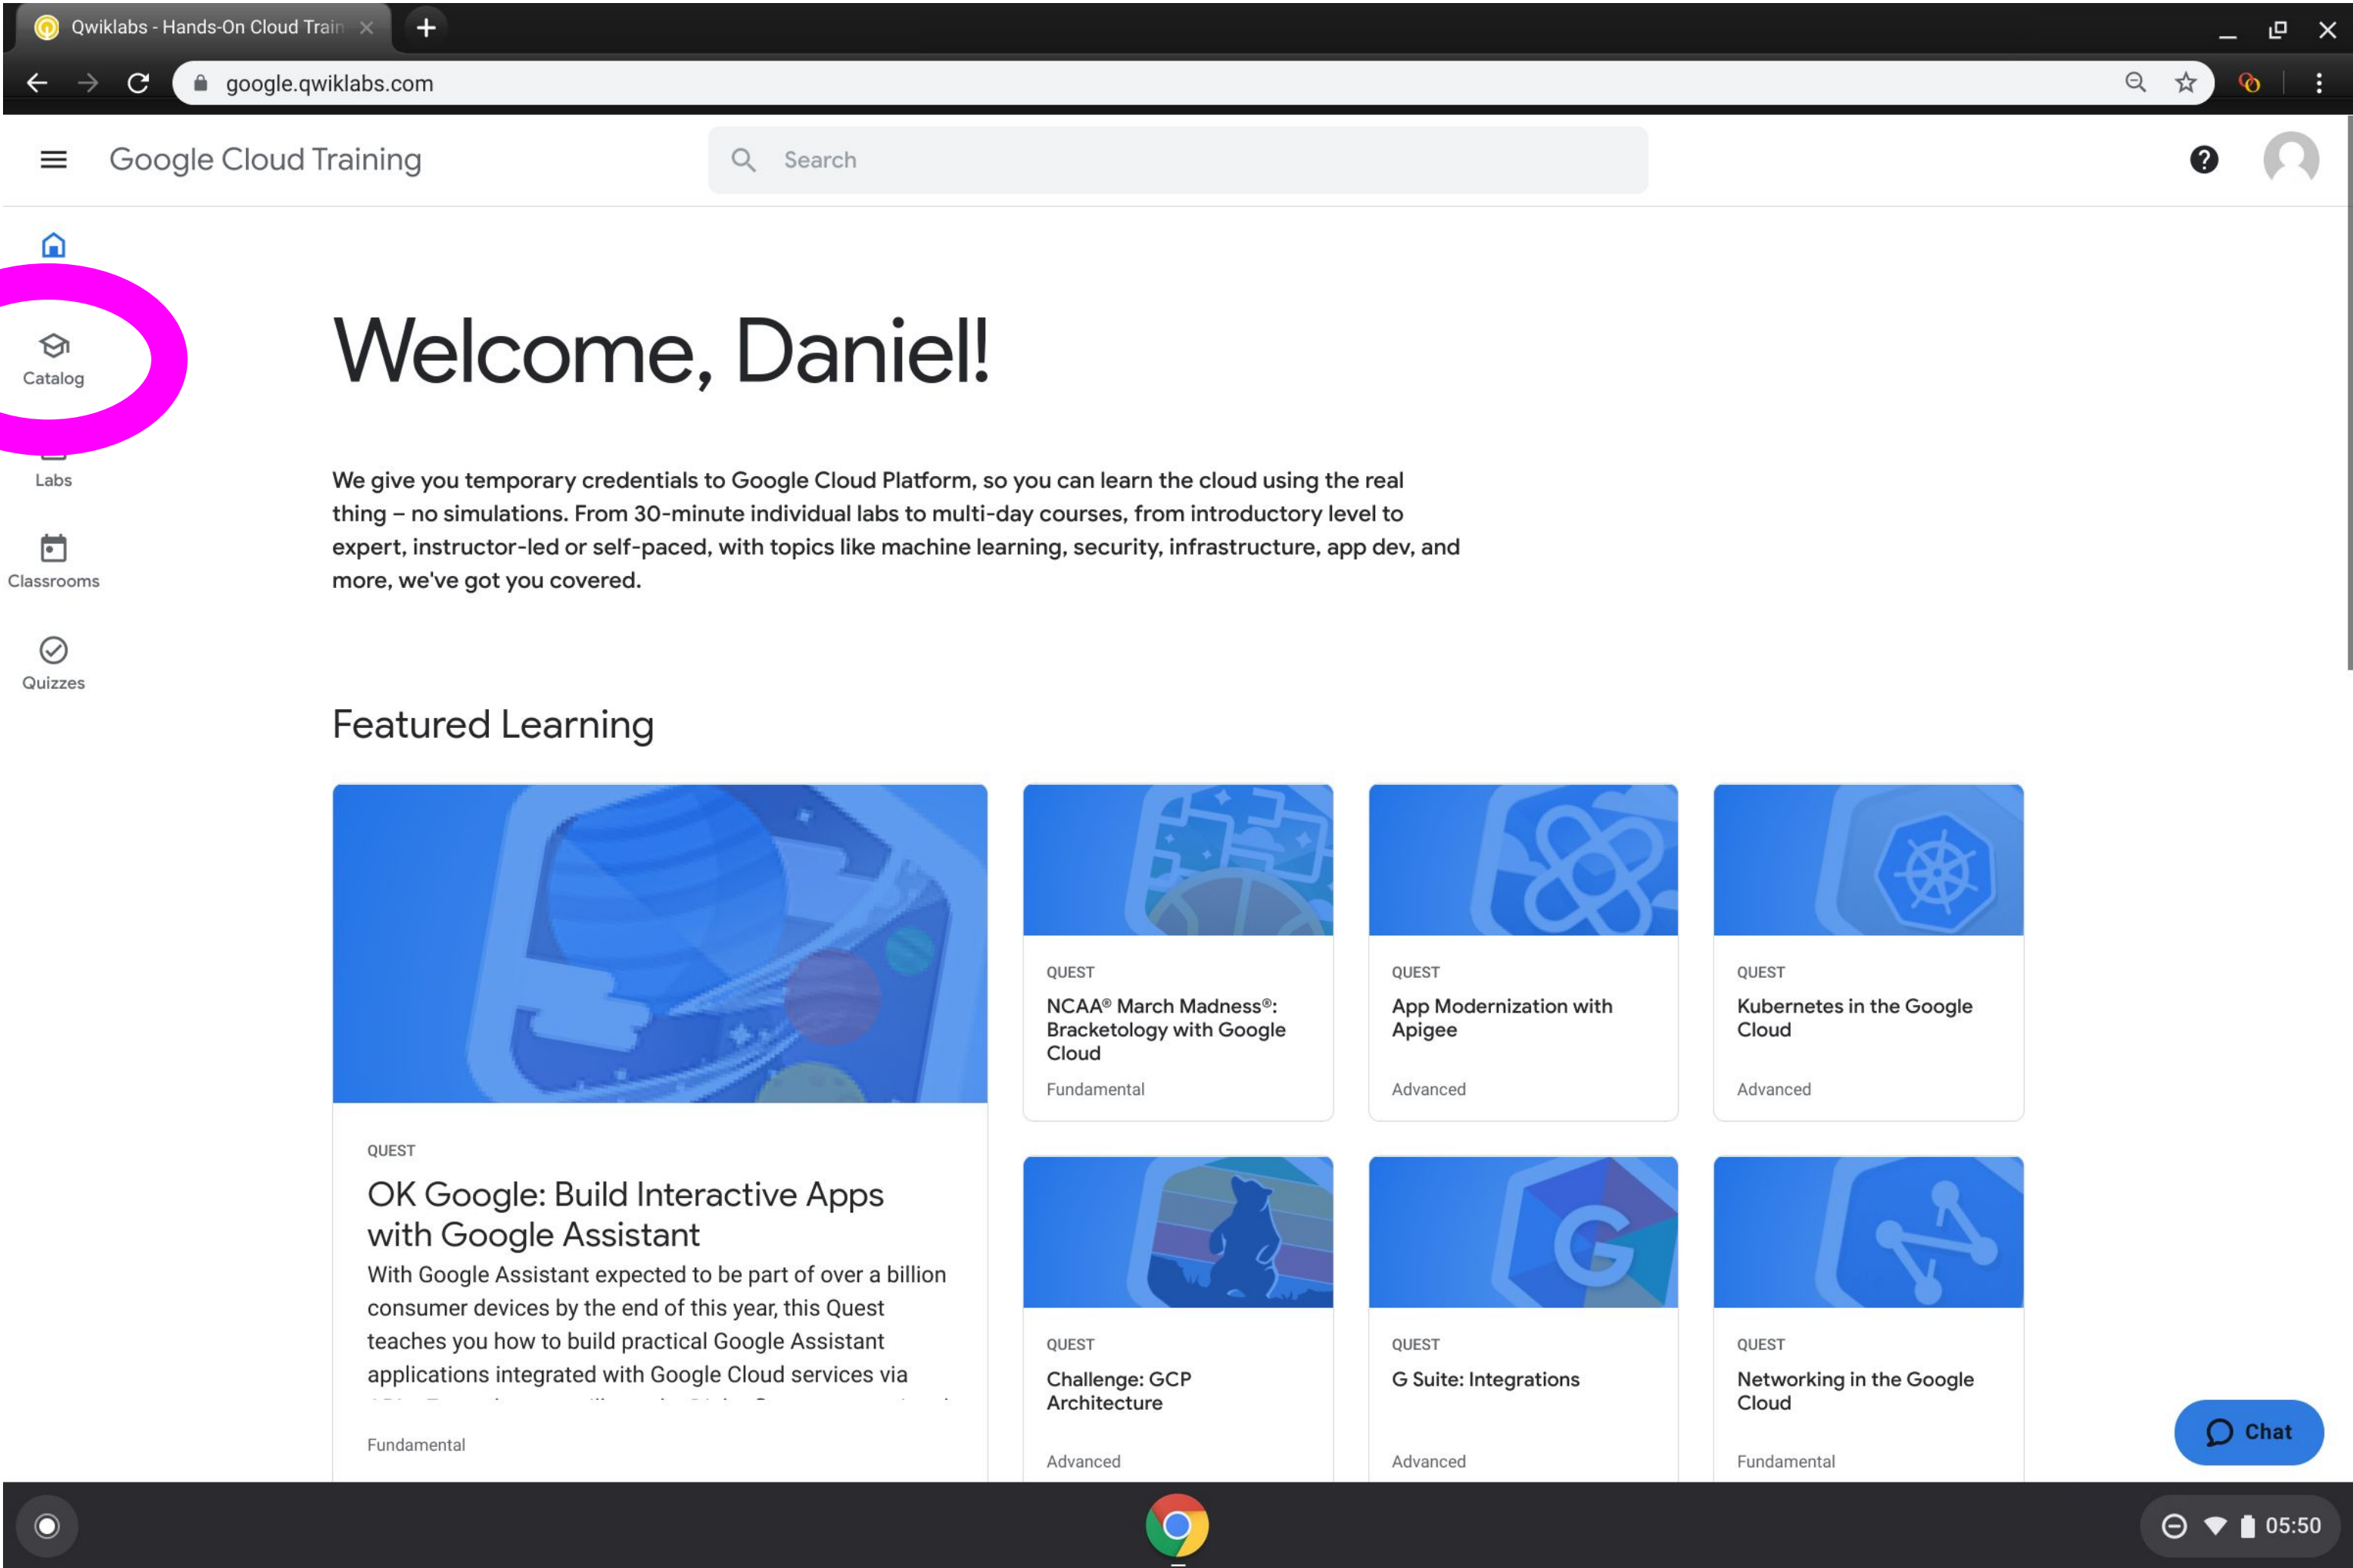 Qwiklabs - Hands-On Cloud Train
google.qwiklabs.com
Google Cloud Training
Search
Catalog
Labs
Classrooms
Quizzes
Welcome, Daniel!
We give you temporary credentials to Google Cloud Platform, so you can learn the cloud using the real
thing – no simulations. From 30-minute individual labs to multi-day courses, from introductory level to
expert, instructor-led or self-paced, with topics like machine learning, security, infrastructure, app dev, and
more, we've got you covered.
Featured Learning
QUEST
OK Google: Build Interactive Apps
with Google Assistant
With Google Assistant expected to be part of over a billion
consumer devices by the end of this year, this Quest
teaches you how to build practical Google Assistant
applications integrated with Google Cloud services via
Fundamental
QUEST
NCAA® March Madness®:
Bracketology with Google
Cloud
Fundamental
QUEST
App Modernization with
Apigee
Advanced
QUEST
Kubernetes in the Google
Cloud
Advanced
QUEST
Challenge: GCP
Architecture
Advanced
QUEST
G Suite: Integrations
Advanced
QUEST
Networking in the Google
Cloud
Fundamental
Chat
05:50